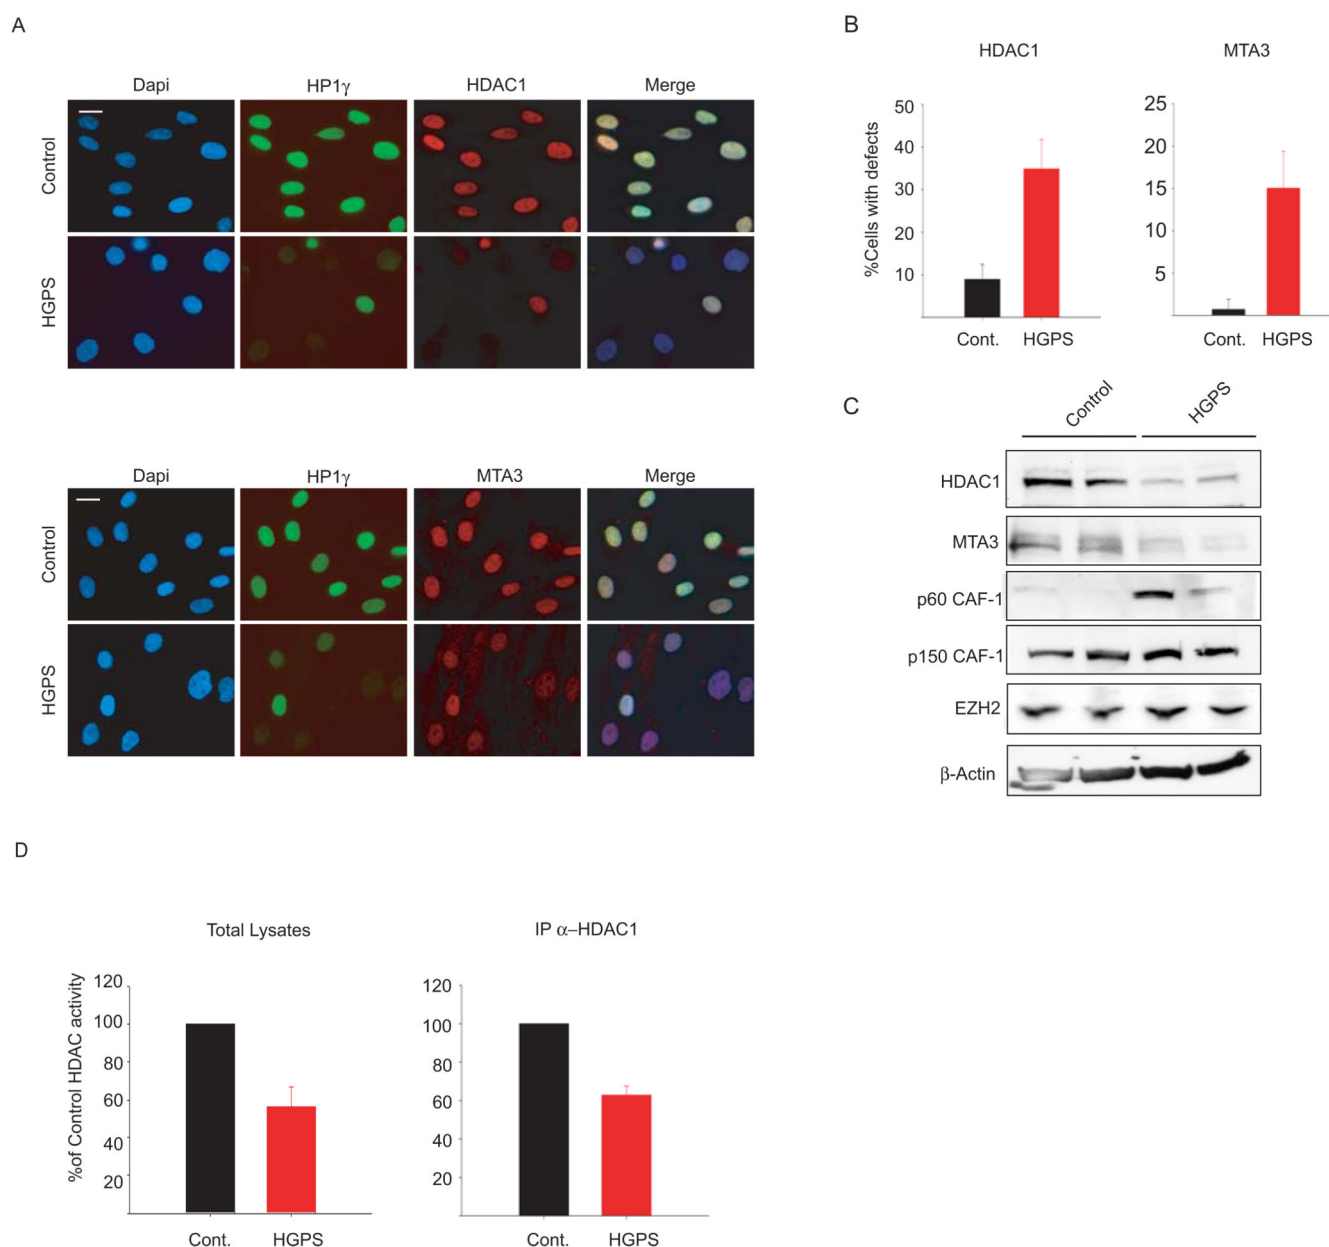 A
Dapi HP1γ HDAC1 Merge
Control
HGPS
Dapi HP1γ MTA3 Merge
Control
HGPS
B
HDAC1 MTA3
%Cells with defects
50
40
30
20
10
Cont. HGPS
25
20
15
10
5
Cont. HGPS
C
Control HGPS
HDAC1
MTA3
p60 CAF-1
p150 CAF-1
EZH2
β-Actin
D
Total Lysates
%of Control HDAC activity
120
100
80
60
40
20
Cont. HGPS
IP α–HDAC1
120
100
80
60
40
20
Cont. HGPS